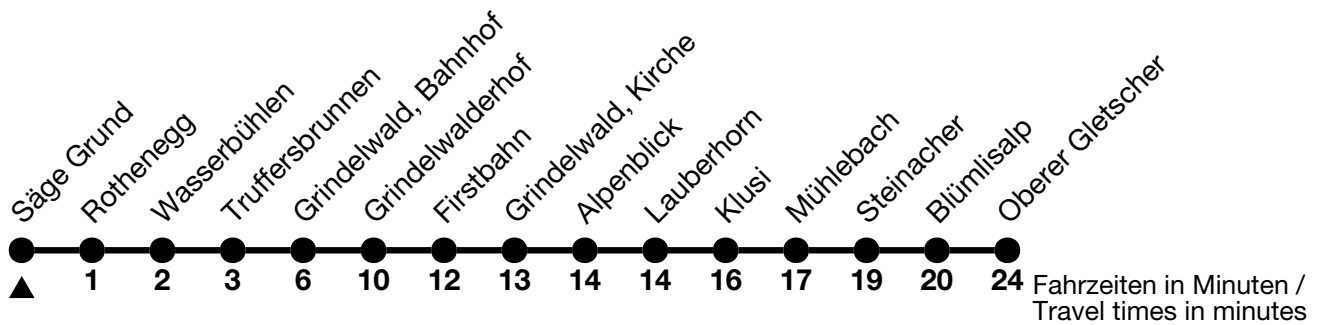 Säge Grund
Rothenegg
Wasserbühlen
Truffersbrunnen
Grindelwald, Bahnhof
Grindelwalderhof
Firstbahn
Grindelwald, Kirche
Alpenblick
Lauberhorn
Klusi
Mühlebach
Steinacher
Blümlisalp
Oberer Gletscher
1 2 3 6 10 12 13 14 14 16 17 19 20 24
Fahrzeiten in Minuten /
Travel times in minutes